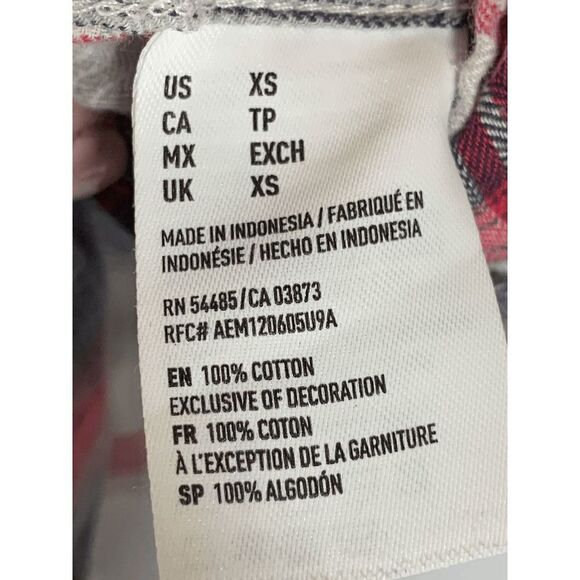 US XS
CA TP
MX EXCH
UK XS
MADE IN INDONESIA / FABRIQUÉ EN
INDONÉSIE / HECHO EN INDONESIA
RN 54485/CA 03873
RFC# AEM120605U9A
EN 100% COTTON
EXCLUSIVE OF DECORATION
FR 100% COTON
À L'EXCEPTION DE LA GARNITURE
SP 100% ALGODÓN